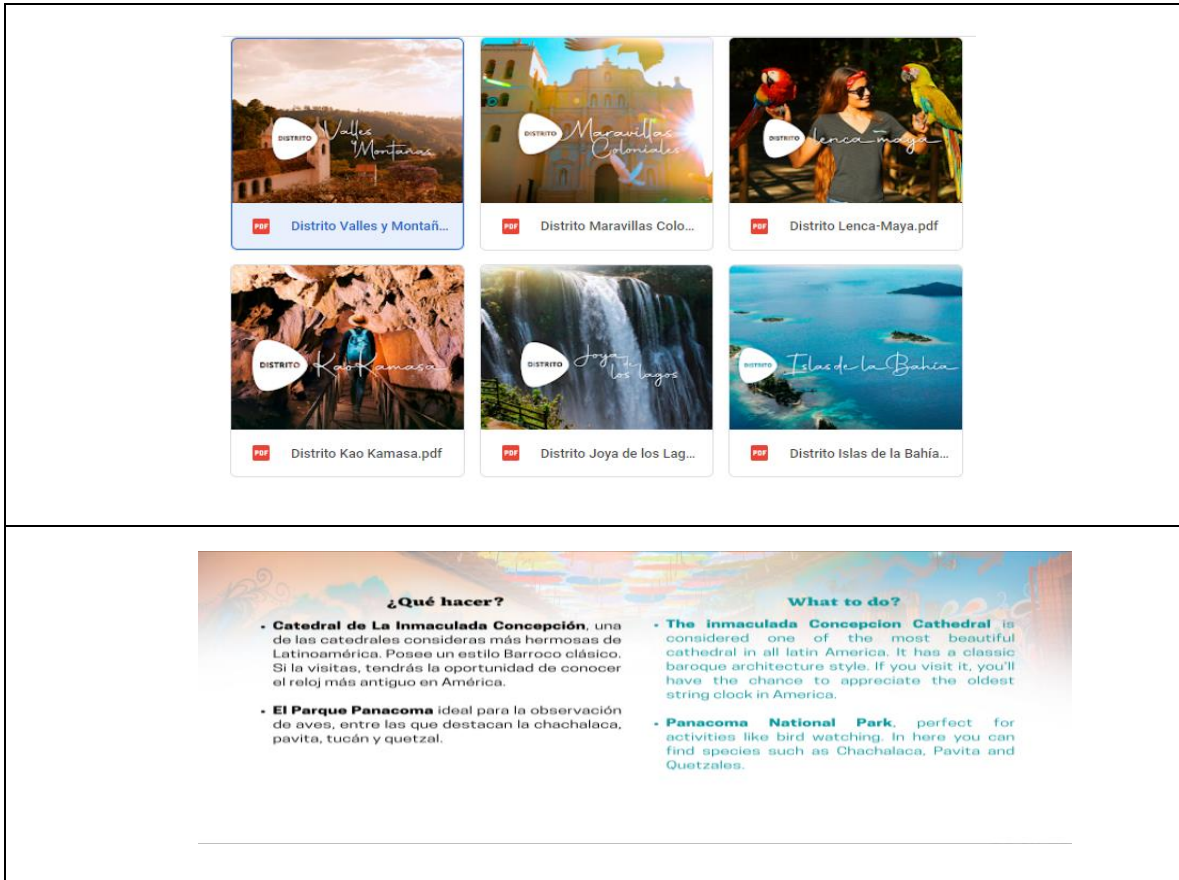 DISTRITO Valles
y Montañas
DISTRITO Maravillas
Coloniales
DISTRITO lenca-maya
PDF Distrito Valles y Montañ...
PDF Distrito Maravillas Colo...
PDF Distrito Lenca-Maya.pdf
DISTRITO Kao Kamasa
DISTRITO Joya de
los lagos
DISTRITO Islas de la Bahía
PDF Distrito Kao Kamasa.pdf
PDF Distrito Joya de los Lag...
PDF Distrito Islas de la Bahía...
¿Qué hacer?
• Catedral de La Inmaculada Concepción, una
de las catedrales consideras más hermosas de
Latinoamérica. Posee un estilo Barroco clásico.
Si la visitas, tendrás la oportunidad de conocer
el reloj más antiguo en América.
• El Parque Panacoma ideal para la observación
de aves, entre las que destacan la chachalaca,
pavita, tucán y quetzal.
What to do?
• The inmaculada Concepcion Cathedral is
considered one of the most beautiful
cathedral in all latin America. It has a classic
baroque architecture style. If you visit it, you'll
have the chance to appreciate the oldest
string clock in America.
• Panacoma National Park, perfect for
activities like bird watching. In here you can
find species such as Chachalaca, Pavita and
Quetzales.